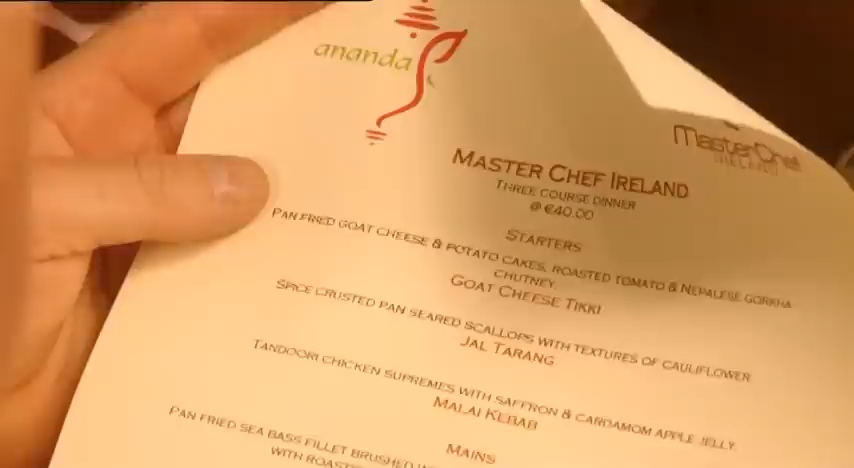 ananda
MasterChef
IRELAND
MASTER CHEF IRELAND
THREE COURSE DINNER
@ €40.00
STARTERS
PAN FRIED GOAT CHEESE & POTATO CAKES, ROASTED TOMATO & NEPALESE GORKHA
CHUTNEY.
GOAT CHEESE TIKKI
SPICE CRUSTED PAN SEARED SCALLOPS WITH TEXTURES OF CAULIFLOWER
JAL TARANG
TANDOORI CHICKEN SUPREMES WITH SAFFRON & CARDAMOM APPLE JELLY.
MALAI KEBAB
MAINS
PAN FRIED SEA BASS FILLET BRUSHED
WITH